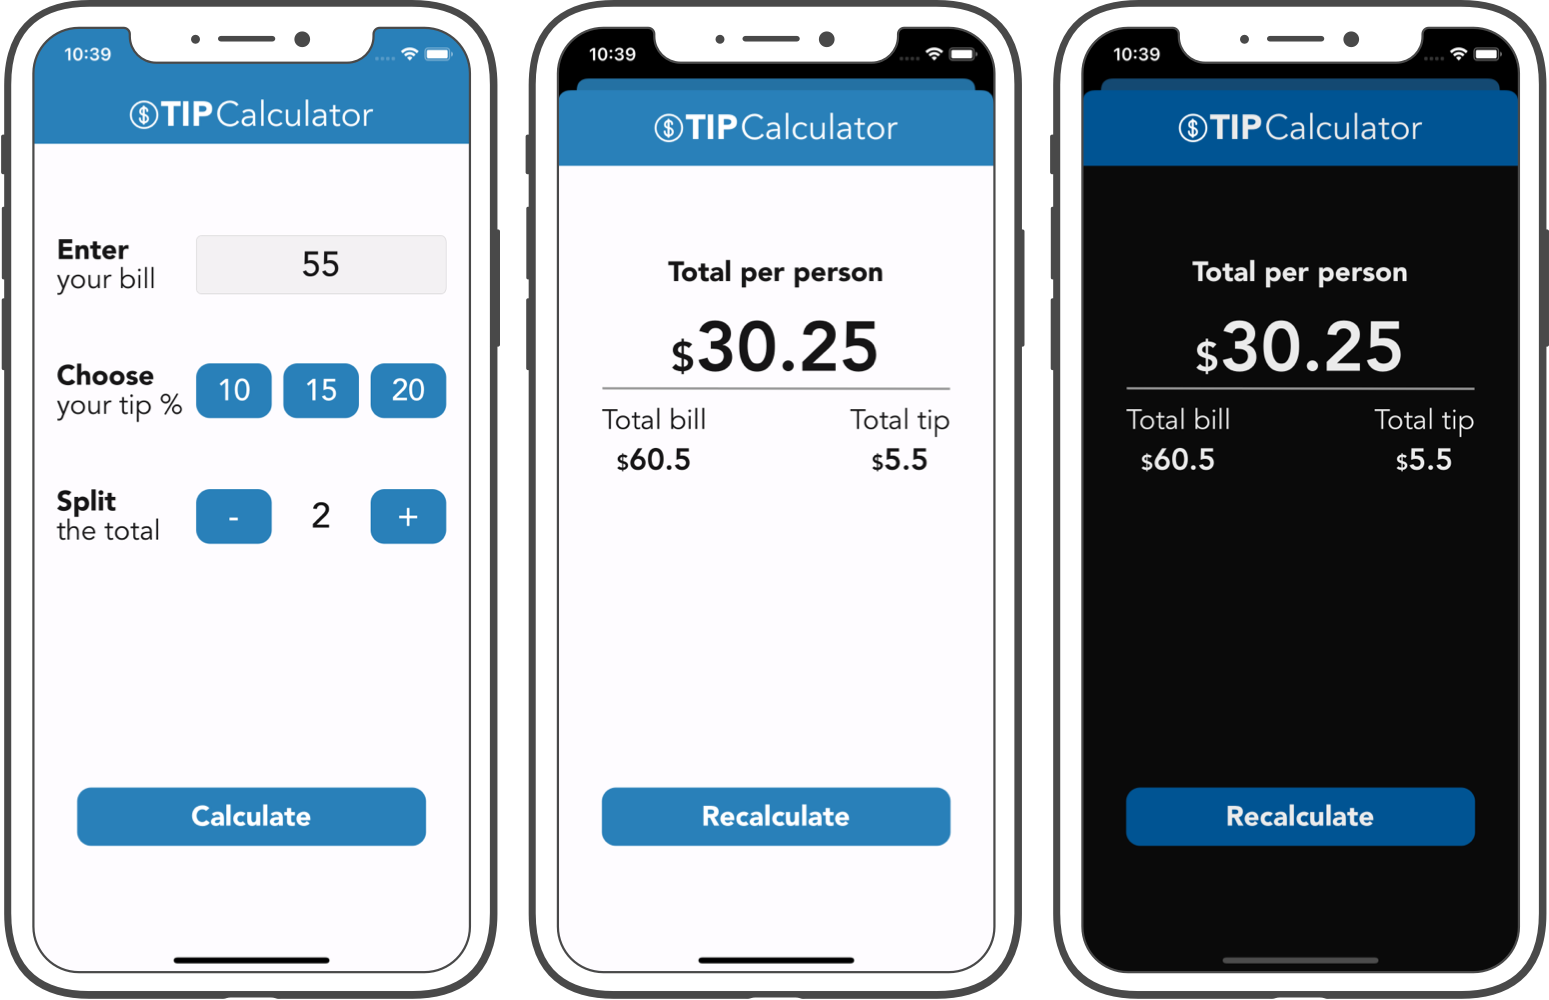 10:39
$TIPCalculator
Enter
your bill
55
Choose
your tip %
10 15 20
Split
the total
- 2 +
Calculate
10:39
$TIPCalculator
Total per person
$30.25
Total bill Total tip
$60.5 $5.5
Recalculate
10:39
$TIPCalculator
Total per person
$30.25
Total bill Total tip
$60.5 $5.5
Recalculate